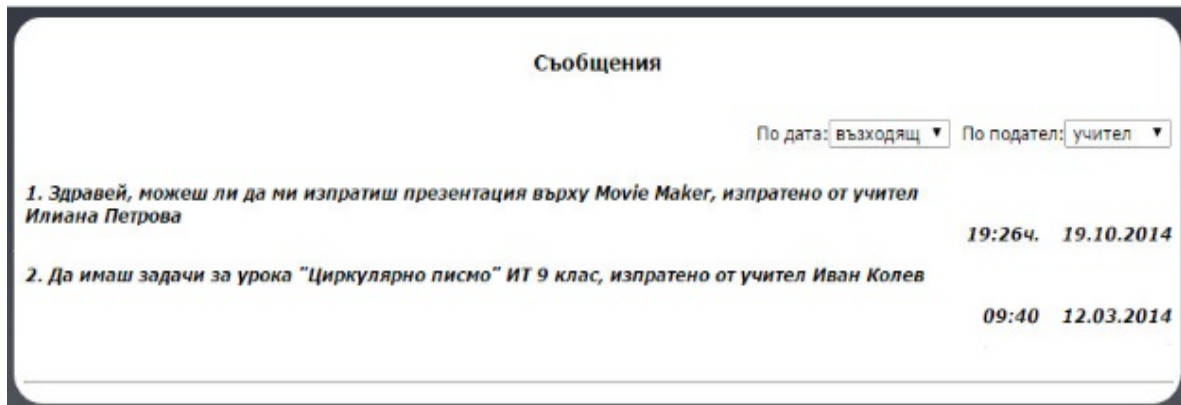 Съобщения
По дата: възходящ ▼ По подател: учител ▼
1. Здравей, можеш ли да ми изпратиш презентация върху Movie Maker, изпратено от учител
Илиана Петрова
19:26ч. 19.10.2014
2. Да имаш задачи за урока "Циркулярно писмо" ИТ 9 клас, изпратено от учител Иван Колев
09:40 12.03.2014